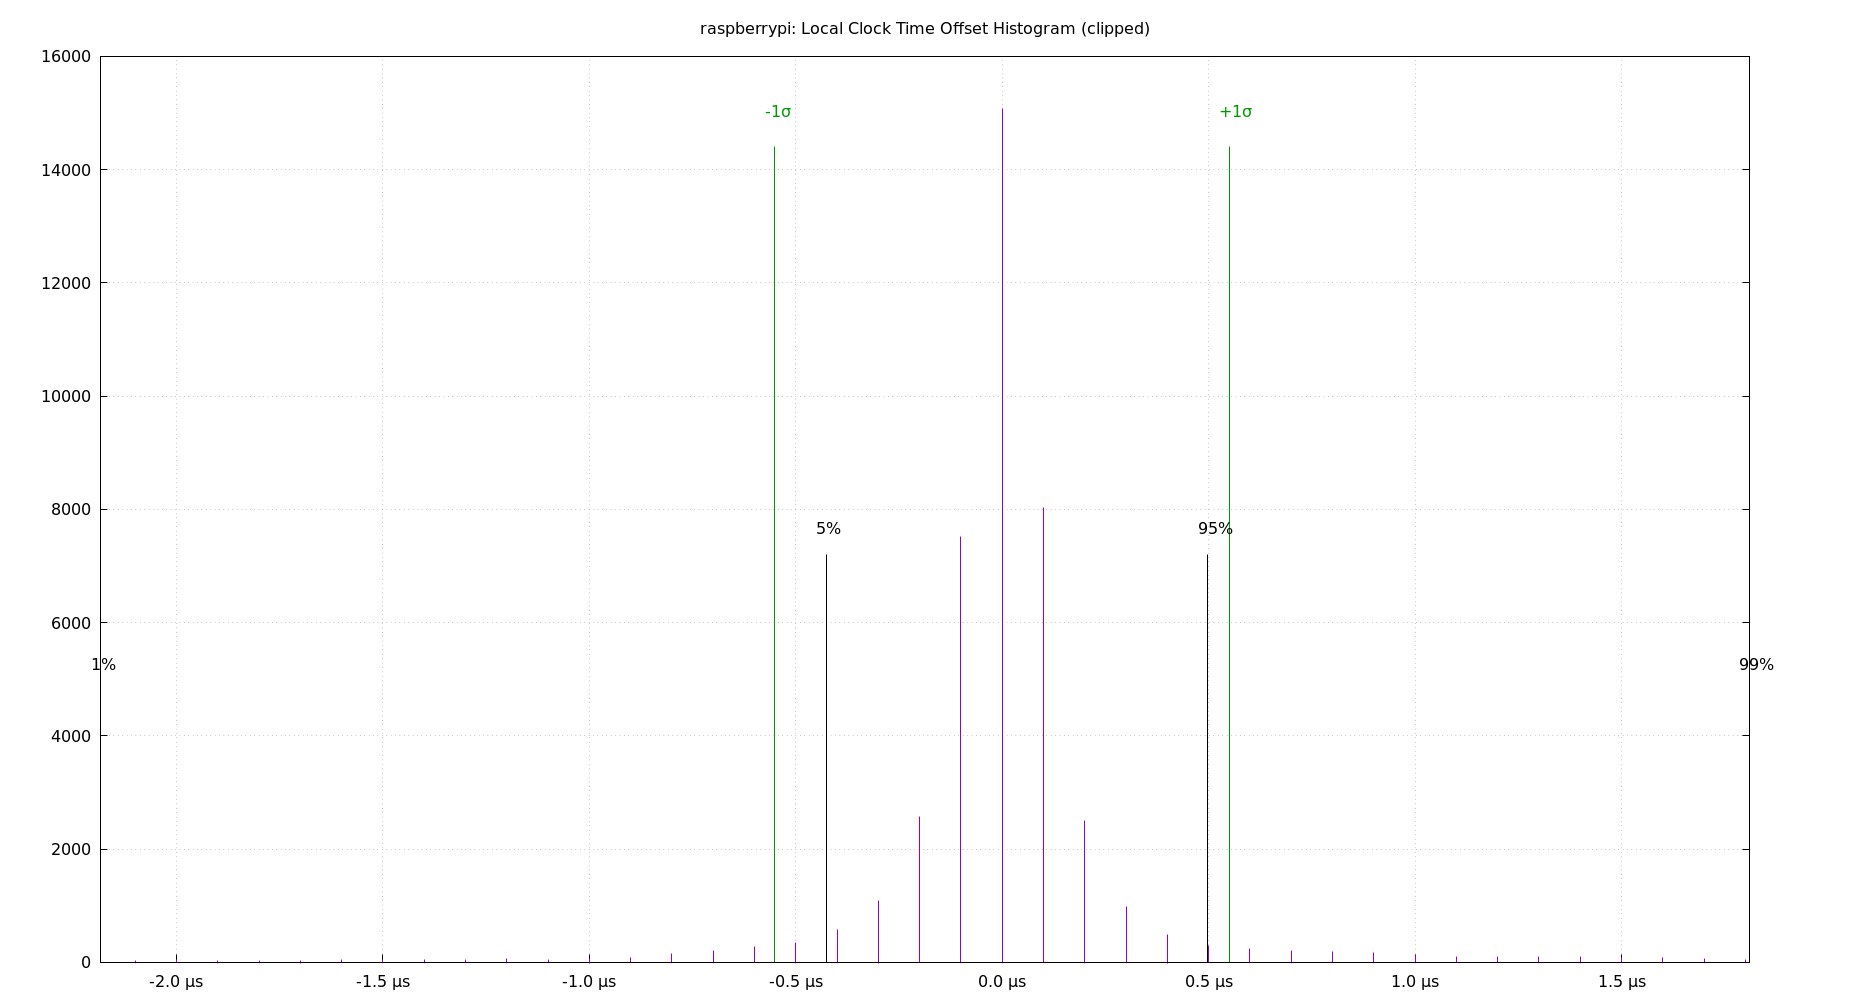 raspberrypi: Local Clock Time Offset Histogram (clipped)
16000
-1σ
+1σ
14000
12000
10000
8000
5%
95%
6000
1%
99%
4000
2000
0
-2.0 µs
-1.5 µs
-1.0 µs
-0.5 µs
0.0 µs
0.5 µs
1.0 µs
1.5 µs